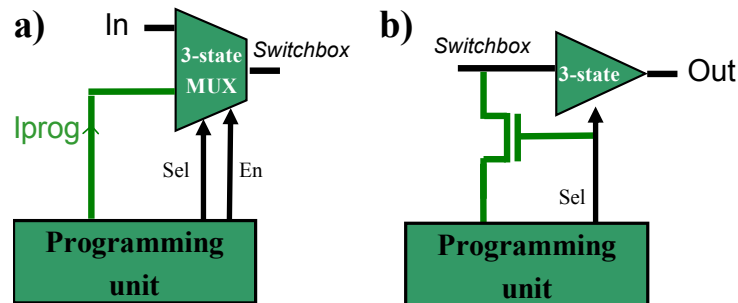 a)
In
3-state
MUX
Switchbox
Iprog
Sel
En
Programming
unit
b)
Switchbox
3-state
Out
Sel
Programming
unit